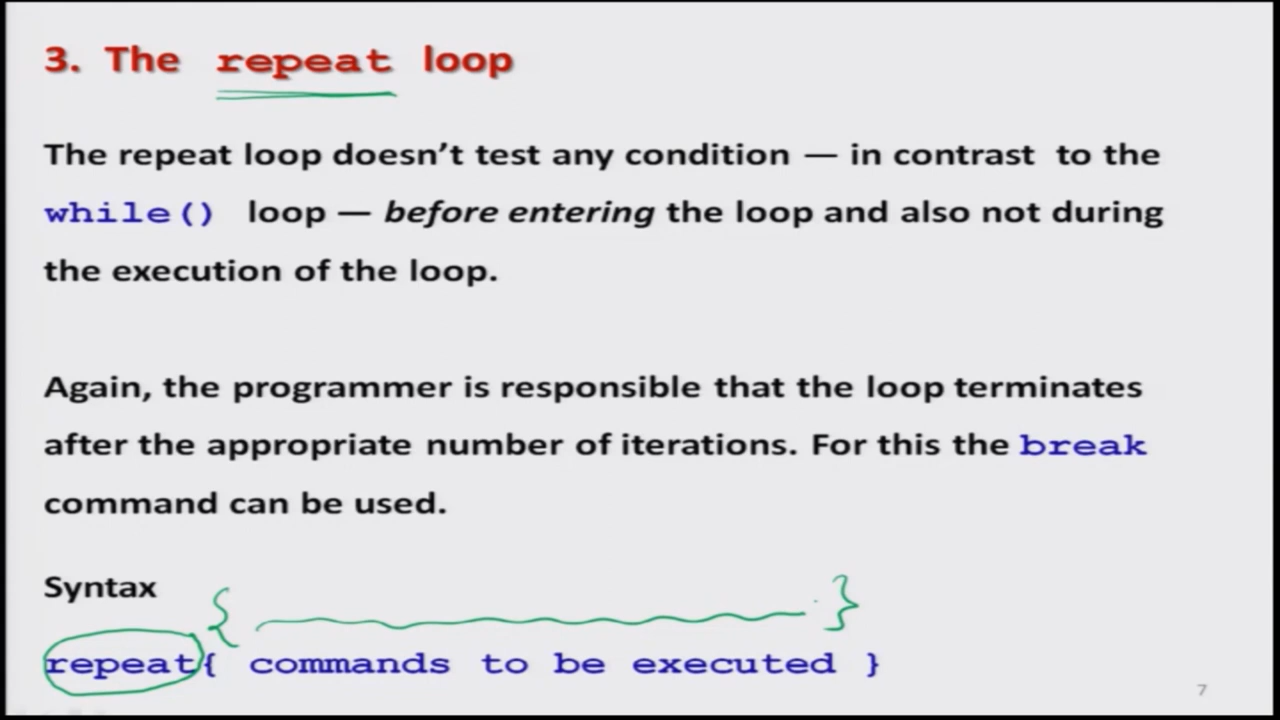 3. The repeat loop
The repeat loop doesn't test any condition — in contrast to the
while() loop — before entering the loop and also not during
the execution of the loop.
Again, the programmer is responsible that the loop terminates
after the appropriate number of iterations. For this the break
command can be used.
Syntax
{ }
repeat{ commands to be executed }
7